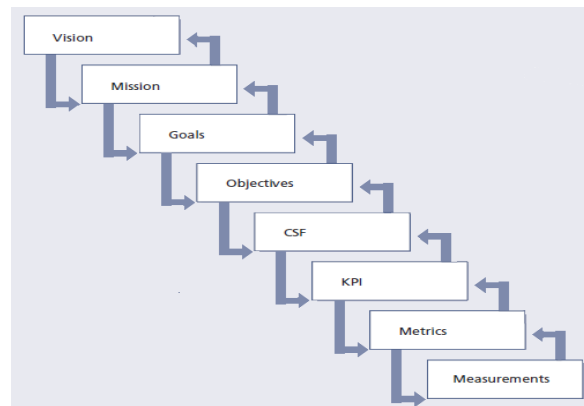 Vision
Mission
Goals
Objectives
CSF
KPI
Metrics
Measurements